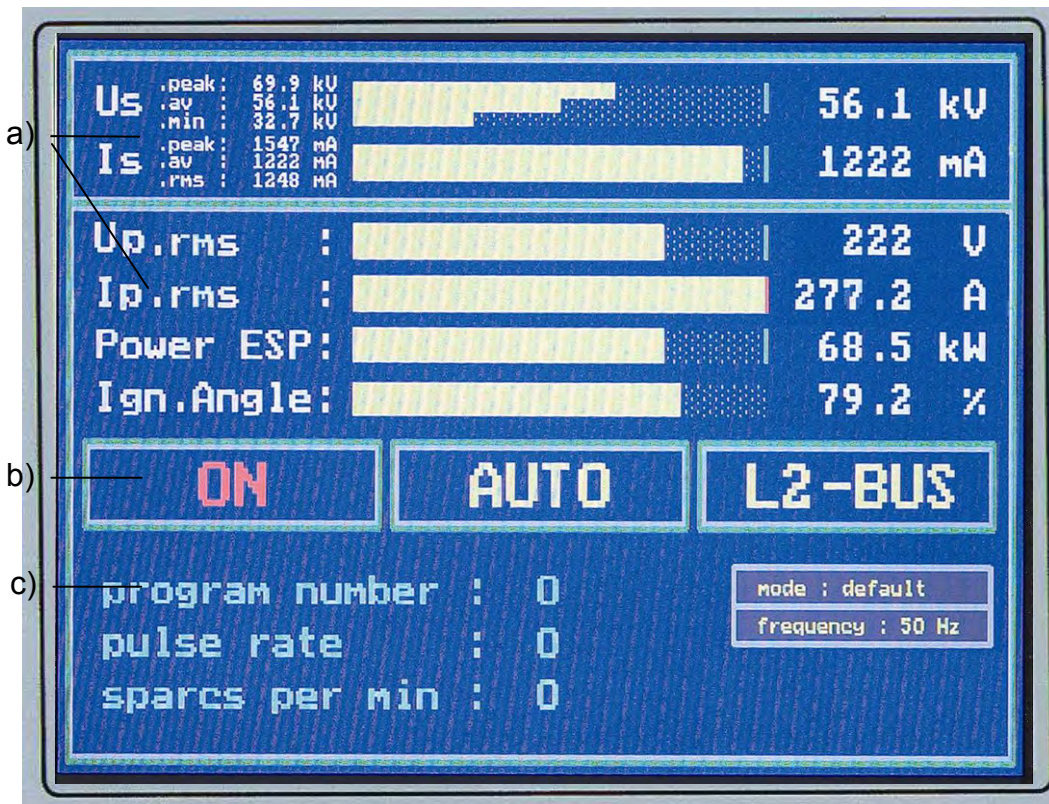 a)
Us .peak: 69.9 kV
.av : 56.1 kV
.min : 32.7 kV
56.1 kV
Is .peak: 1547 mA
.av : 1222 mA
.rms : 1248 mA
1222 mA
Up.rms : 222 V
Ip.rms : 277.2 A
Power ESP: 68.5 kW
Ign.Angle: 79.2 %
b)
ON AUTO L2-BUS
c)
program number : 0
mode : default
frequency : 50 Hz
pulse rate : 0
sparcs per min : 0